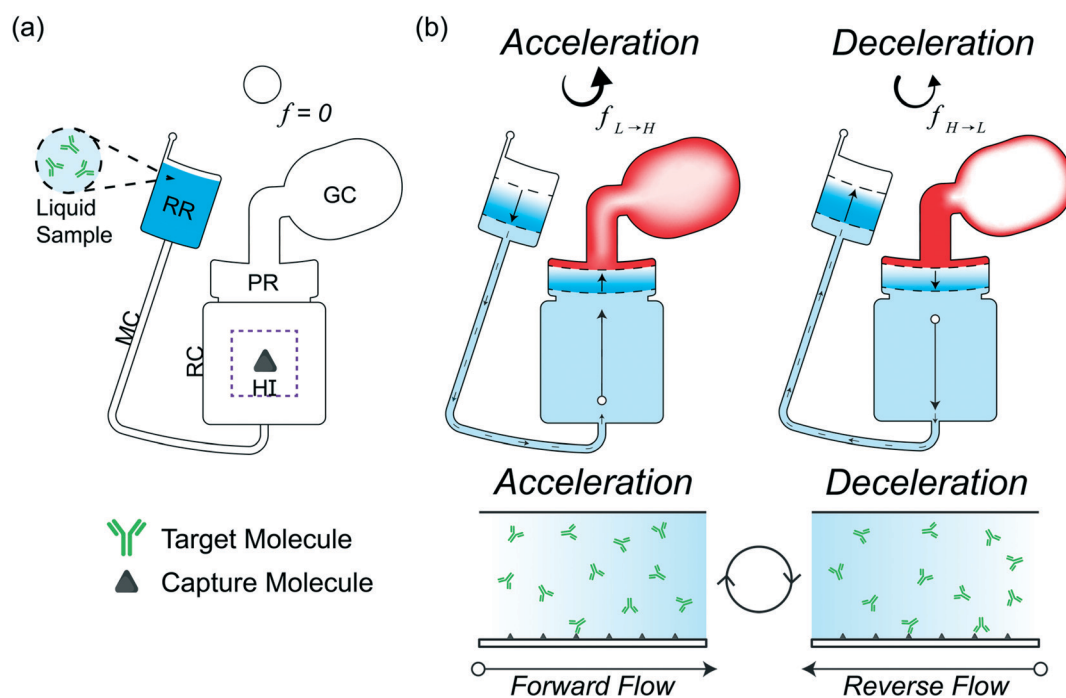 (a)
f = 0
Liquid
Sample
RR
GC
PR
MC
RC
HI
Target Molecule
Capture Molecule
(b)
Acceleration
Deceleration
f L→H
f H→L
Acceleration
Deceleration
Forward Flow
Reverse Flow